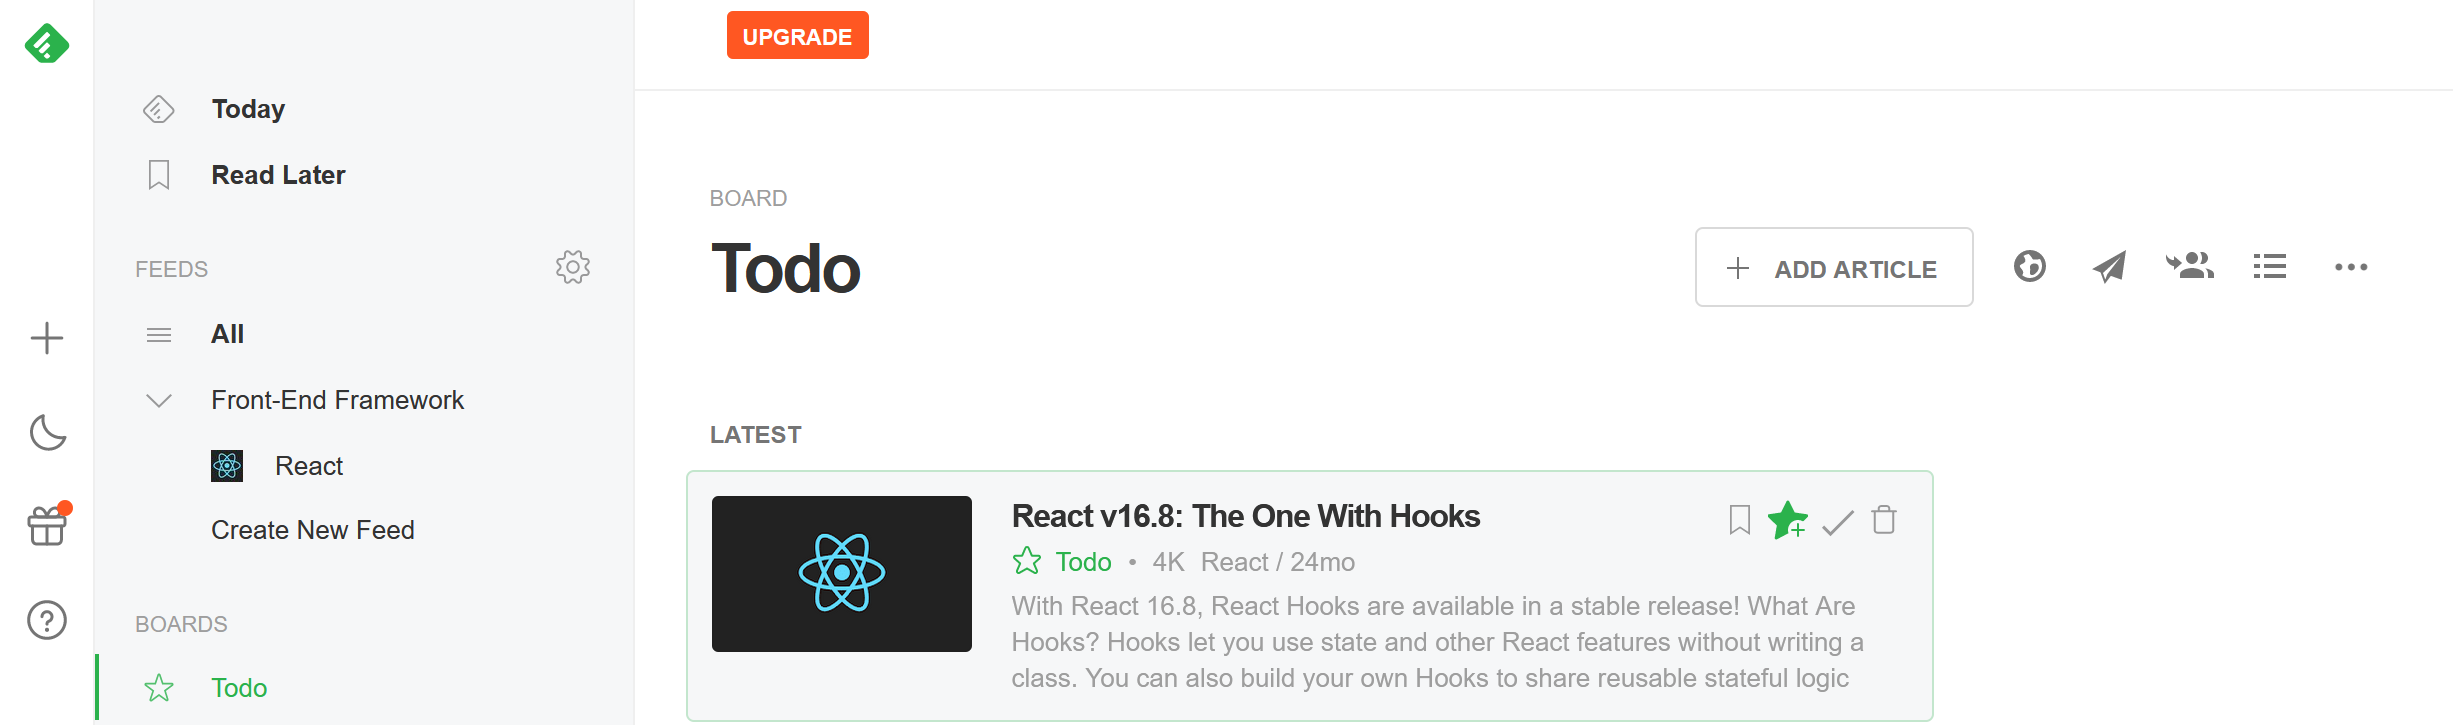 UPGRADE
Today
Read Later
FEEDS
All
Front-End Framework
React
Create New Feed
BOARDS
Todo
BOARD
Todo
ADD ARTICLE
LATEST
React v16.8: The One With Hooks
Todo • 4K React / 24mo
With React 16.8, React Hooks are available in a stable release! What Are
Hooks? Hooks let you use state and other React features without writing a
class. You can also build your own Hooks to share reusable stateful logic